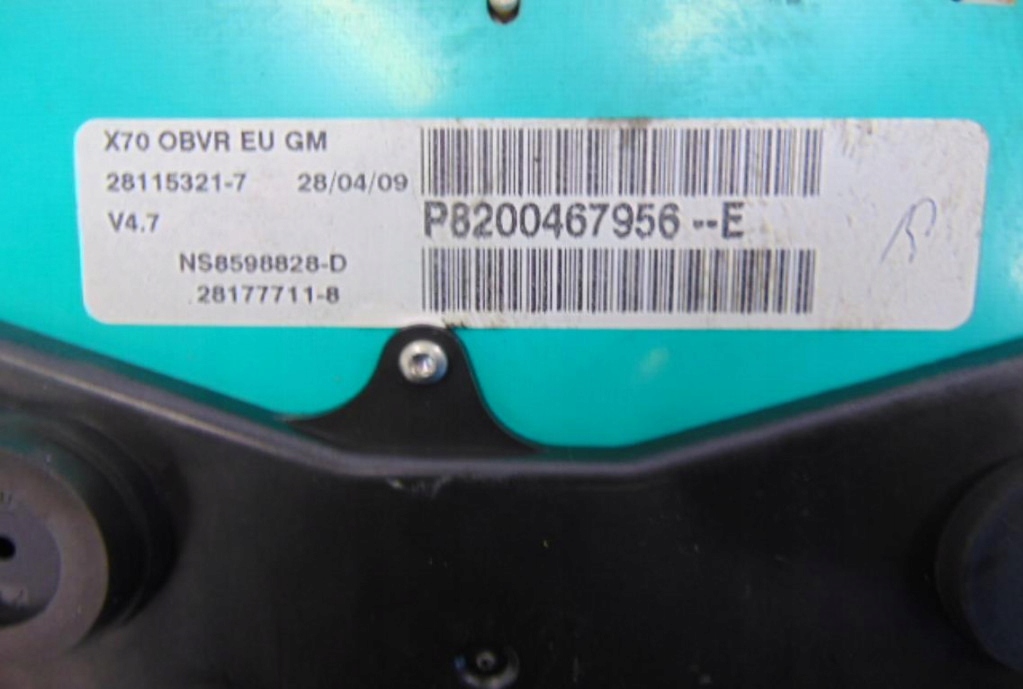 X70 OBVR EU GM
28115321-7 28/04/09
V4.7
P8200467956--E
NS8598828-D
28177711-8